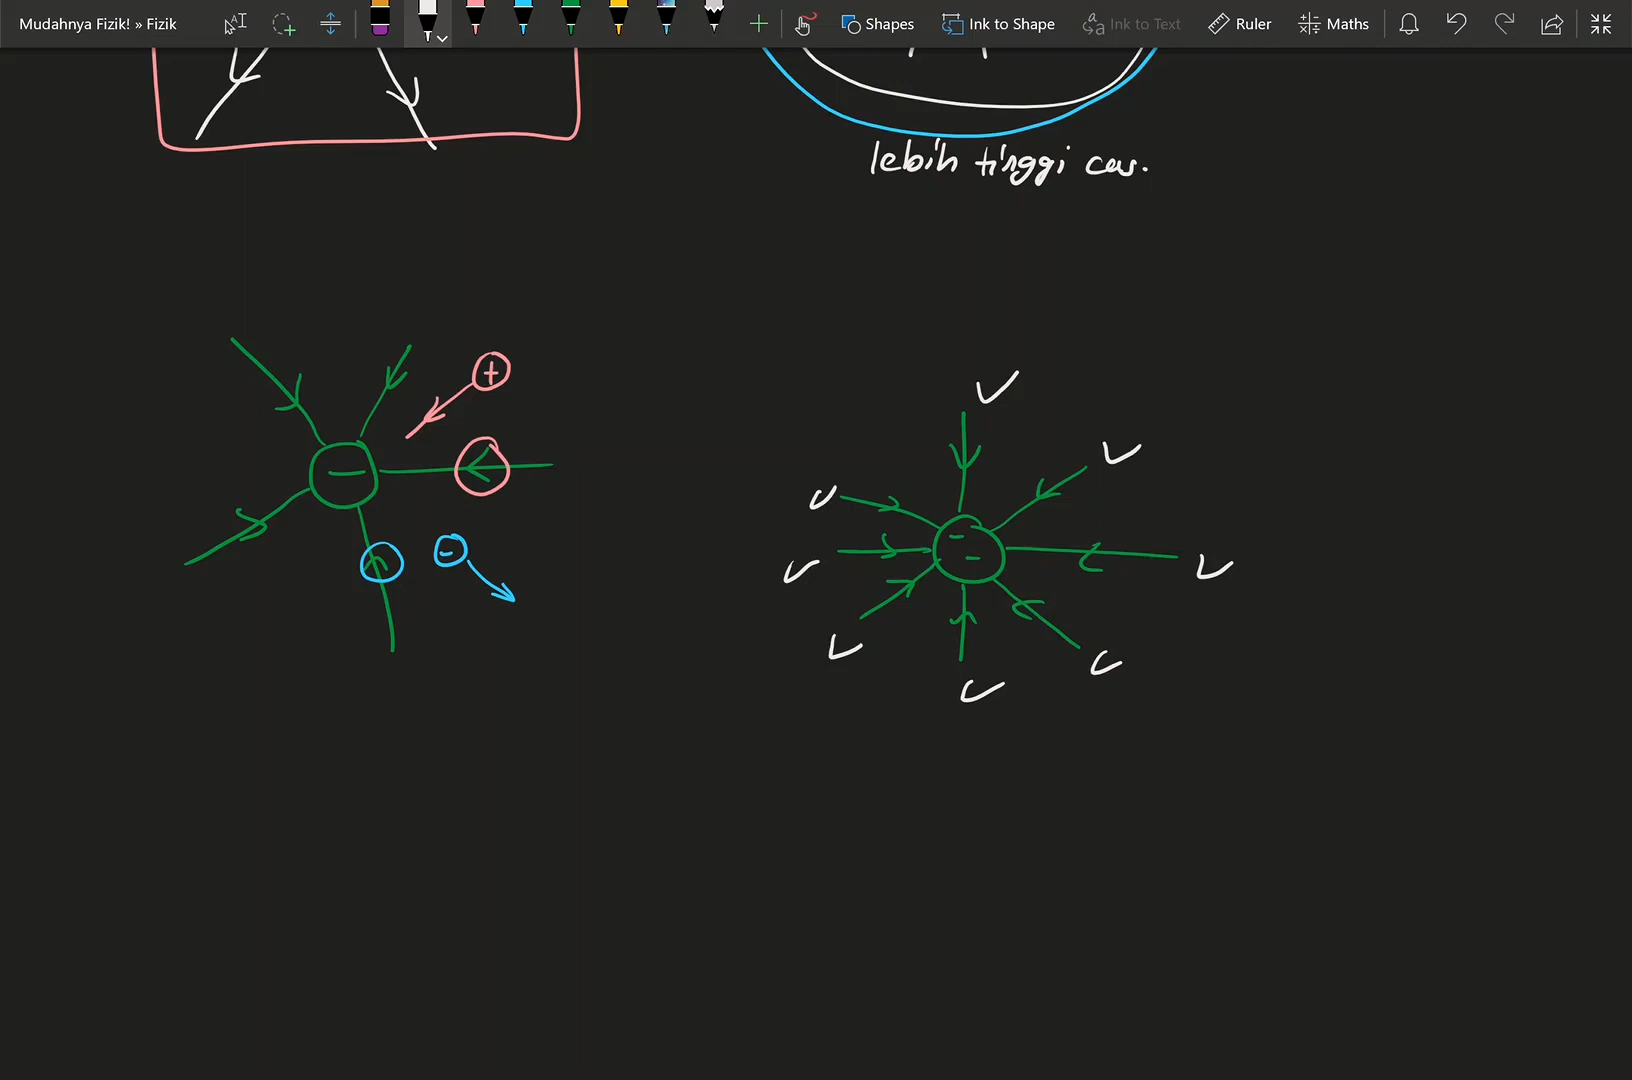 Mudahnya Fizik! » Fizik
Shapes
Ink to Shape
Ink to Text
Ruler
Maths
lebih tinggi cas.
+
-
-
- -